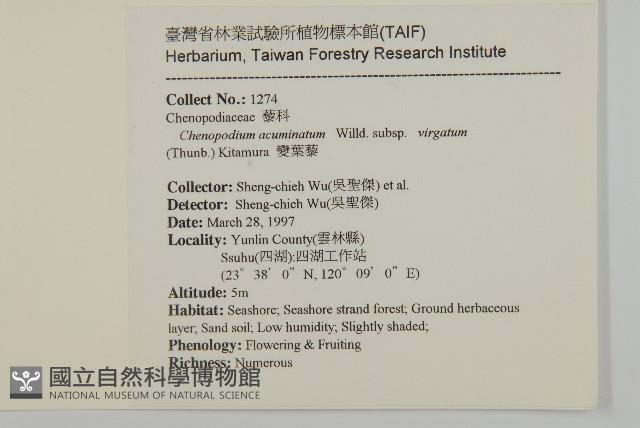 臺灣省林業試驗所植物標本館(TAIF)
Herbarium, Taiwan Forestry Research Institute
--------------------------------------------------------------------------------
Collect No.: 1274
Chenopodiaceae 藜科
Chenopodium acuminatum Willd. subsp. virgatum
(Thunb.) Kitamura 變葉藜
Collector: Sheng-chieh Wu(吳聖傑) et al.
Detector: Sheng-chieh Wu(吳聖傑)
Date: March 28, 1997
Locality: Yunlin County(雲林縣)
Ssuhu(四湖):四湖工作站
(23° 38' 0" N, 120° 09' 0" E)
Altitude: 5m
Habitat: Seashore; Seashore strand forest; Ground herbaceous
layer; Sand soil; Low humidity; Slightly shaded;
Phenology: Flowering & Fruiting
Richness: Numerous
國立自然科學博物館
NATIONAL MUSEUM OF NATURAL SCIENCE